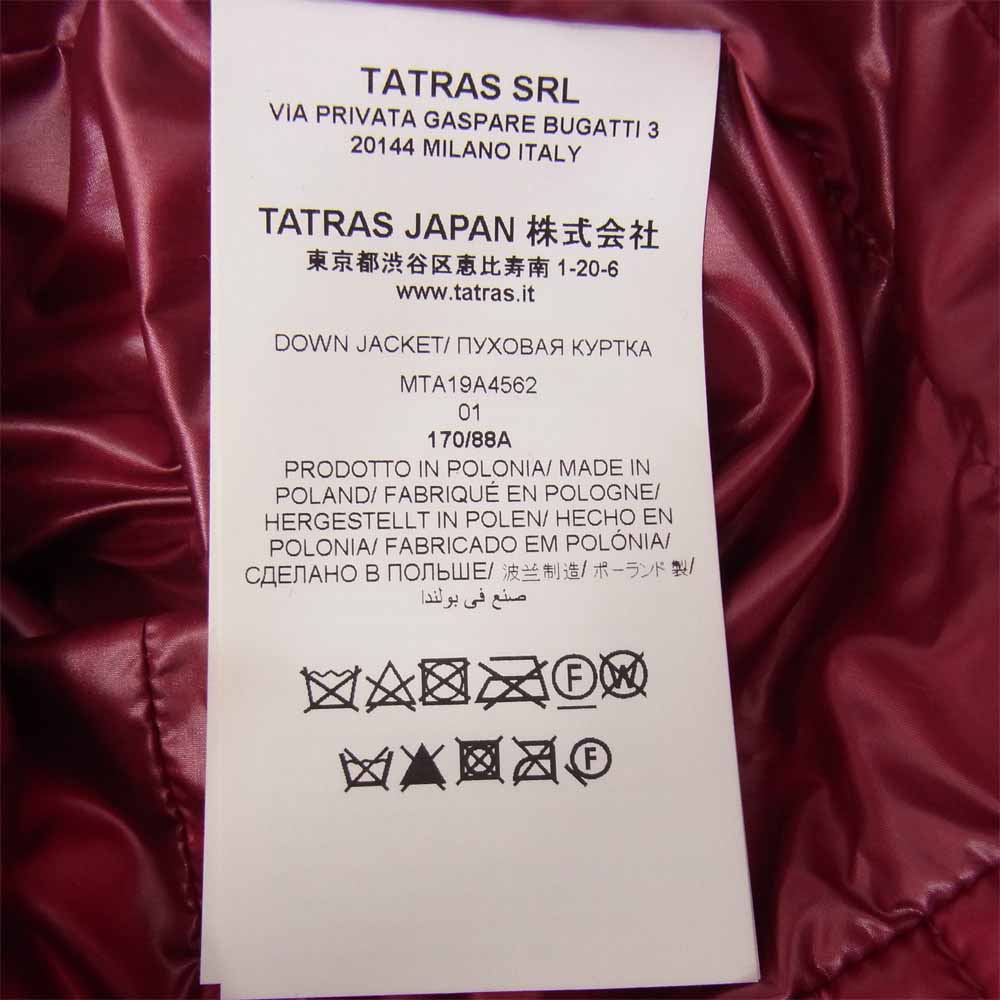 TATRAS SRL
VIA PRIVATA GASPARE BUGATTI 3
20144 MILANO ITALY
TATRAS JAPAN 株式会社
東京都渋谷区恵比寿南 1-20-6
www.tatras.it
DOWN JACKET/ ПУХОВАЯ КУРТКА
MTA19A4562
01
170/88A
PRODOTTO IN POLONIA/ MADE IN
POLAND/ FABRIQUÉ EN POLOGNE/
HERGESTELLT IN POLEN/ HECHO EN
POLONIA/ FABRICADO EM POLÓNIA/
СДЕЛАНО В ПОЛЬШЕ/ 波兰制造/ ポーランド 製/
صنع في بولندا
F W
F